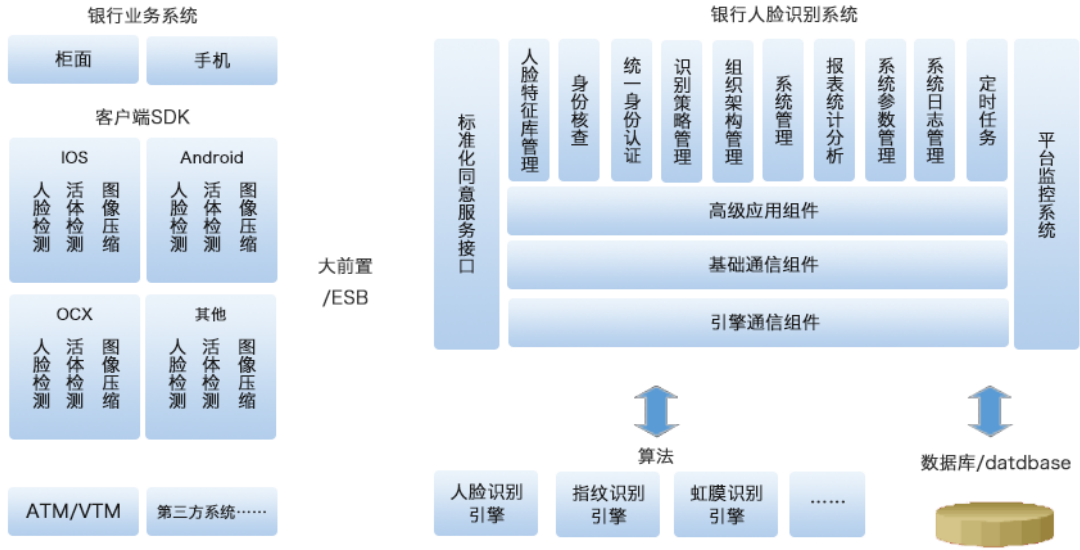 银行业务系统
柜面
手机
客户端SDK
IOS
人脸检测
活体检测
图像压缩
Android
人脸检测
活体检测
图像压缩
OCX
人脸检测
活体检测
图像压缩
其他
人脸检测
活体检测
图像压缩
ATM/VTM
第三方系统……
大前置
/ESB
银行人脸识别系统
标准化同意服务接口
人脸特征库管理
身份核查
统一身份认证
识别策略管理
组织架构管理
系统管理
报表统计分析
系统参数管理
系统日志管理
定时任务
平台监控系统
高级应用组件
基础通信组件
引擎通信组件
算法
人脸识别
引擎
指纹识别
引擎
虹膜识别
引擎
……
数据库/datdbase